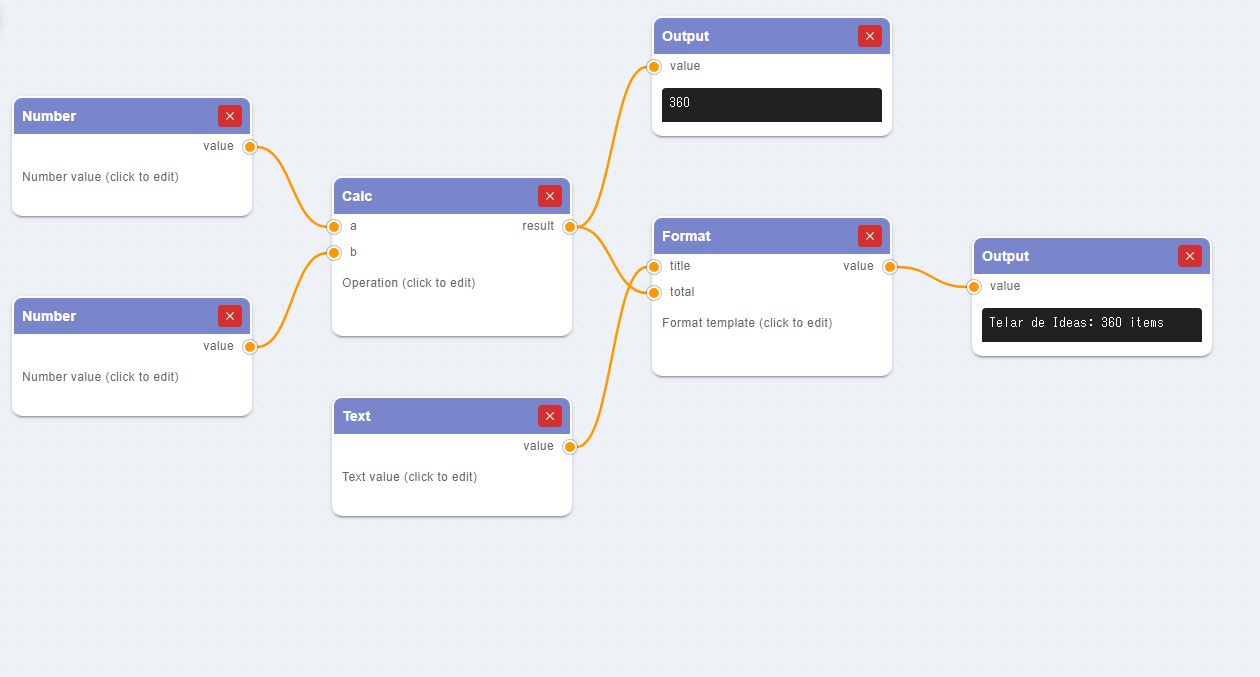 Number
value
Number value (click to edit)
Number
value
Number value (click to edit)
Calc
a
result
b
Operation (click to edit)
Text
value
Text value (click to edit)
Output
value
360
Format
title
value
total
Format template (click to edit)
Output
value
Telar de Ideas: 360 items